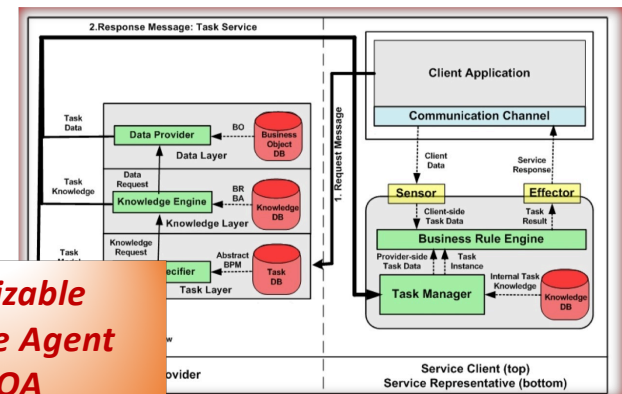 2.Response Message: Task Service
Client Application
Communication Channel
1. Request Message
Task
Data
Data Provider
BO
Business
Object
DB
Data Layer
Data
Request
Task
Knowledge
Knowledge Engine
BR
BA
Knowledge
DB
Knowledge Layer
Knowledge
Request
Task
Abstract
BPM
Task
DB
Task Layer
Client
Data
Service
Response
Sensor
Effector
Client-side
Task Data
Task
Result
Business Rule Engine
Provider-side
Task Data
Task
Instance
Task Manager
Internal Task
Knowledge
Knowledge
DB
izable
e Agent
OA
ovider
Service Client (top)
Service Representative (bottom)